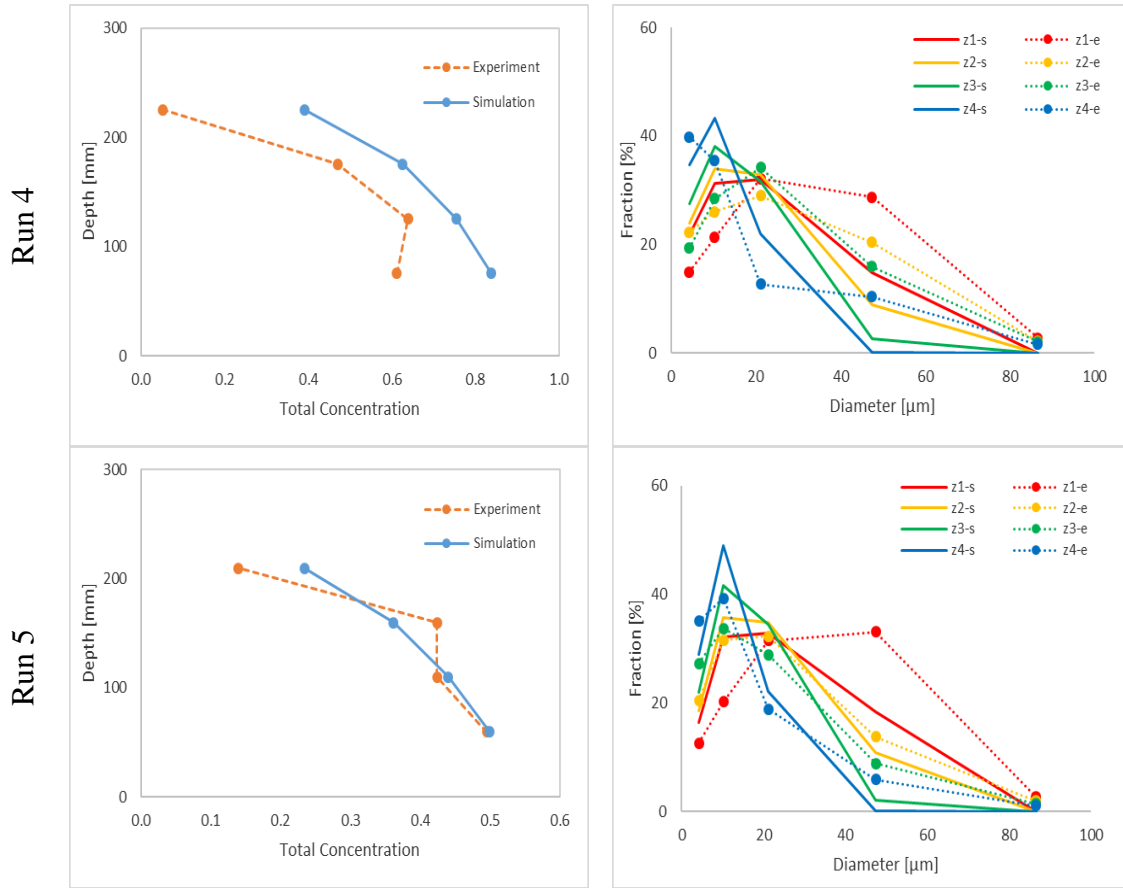 Run 4
300
200
100
0
Depth [mm]
Experiment
Simulation
0.0 0.2 0.4 0.6 0.8 1.0
Total Concentration
60
40
20
0
Fraction [%]
z1-s z1-e
z2-s z2-e
z3-s z3-e
z4-s z4-e
0 20 40 60 80 100
Diameter [µm]
Run 5
300
200
100
0
Depth [mm]
Experiment
Simulation
0.0 0.1 0.2 0.3 0.4 0.5 0.6
Total Concentration
60
40
20
0
Fraction [%]
z1-s z1-e
z2-s z2-e
z3-s z3-e
z4-s z4-e
0 20 40 60 80 100
Diameter [µm]